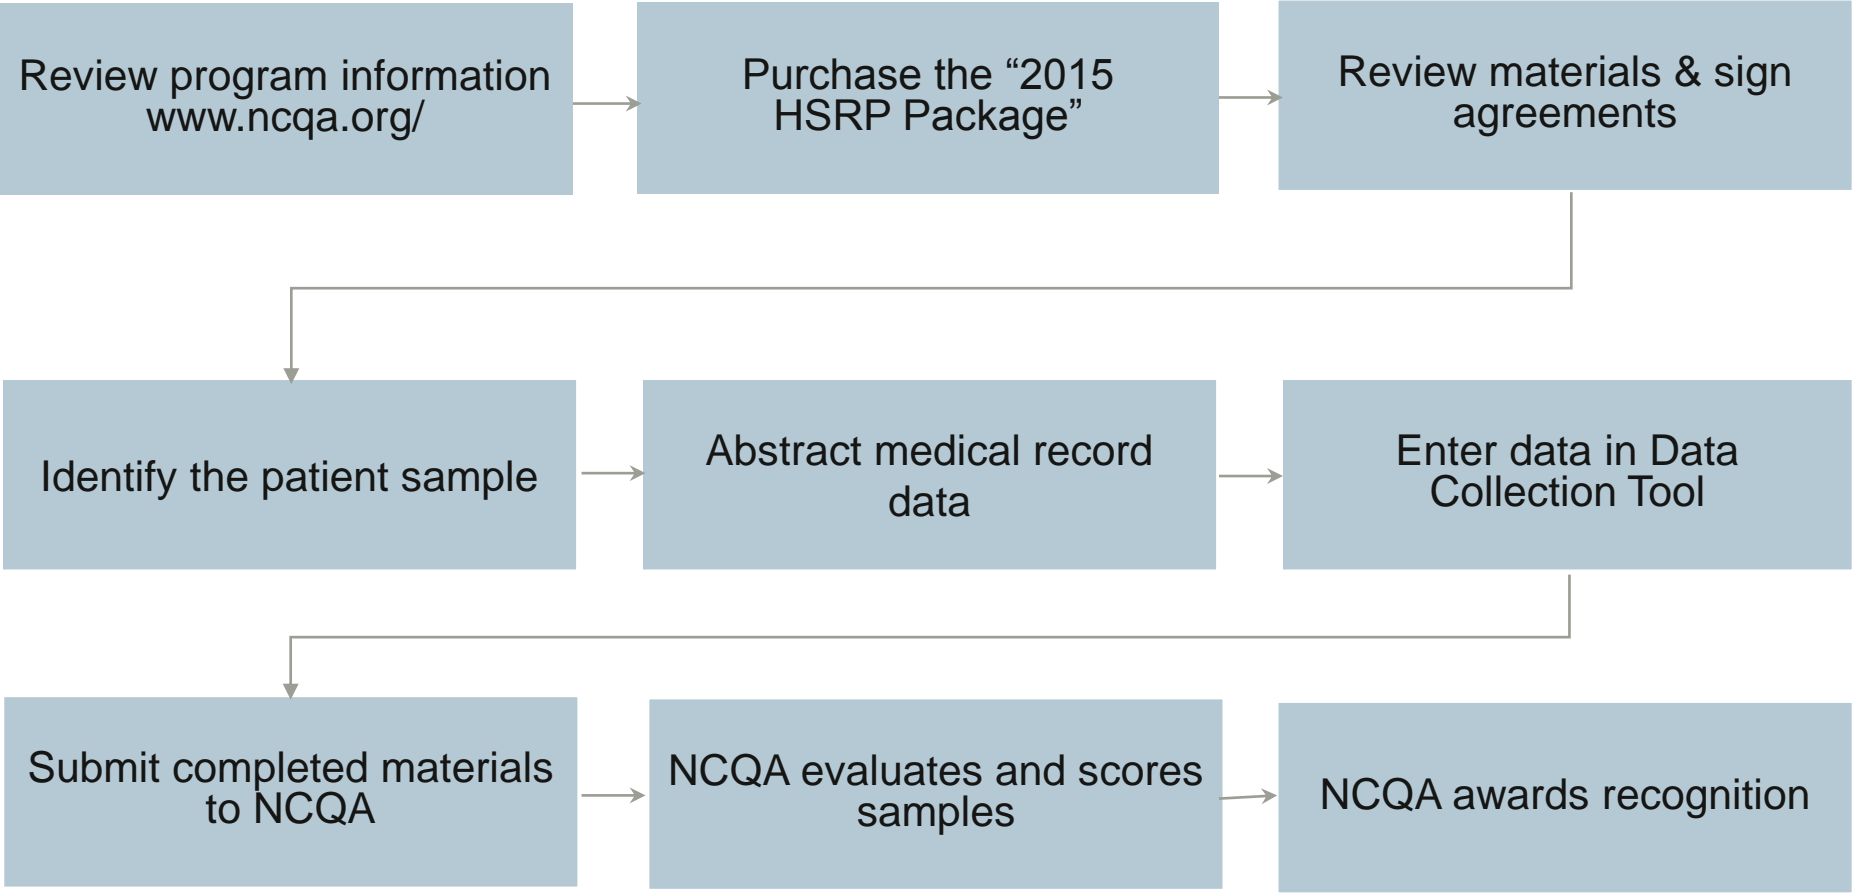 Review program information
www.ncqa.org/
Purchase the “2015
HSRP Package”
Review materials & sign
agreements
Identify the patient sample
Abstract medical record
data
Enter data in Data
Collection Tool
Submit completed materials
to NCQA
NCQA evaluates and scores
samples
NCQA awards recognition